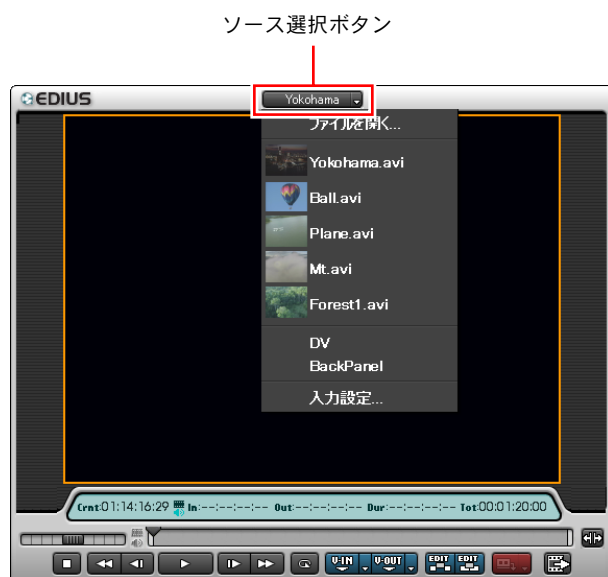 ソース選択ボタン
EDIUS
Yokohama
ファイルを開く...
Yokohama.avi
Ball.avi
Plane.avi
Mt.avi
Forest1.avi
DV
BackPanel
入力設定...
Crnt:01:14:16:29 In:--:--:--:-- Out:--:--:--:-- Dur:--:--:--:-- Tot:00:01:20:00
V-IN V-OUT EDIT EDIT